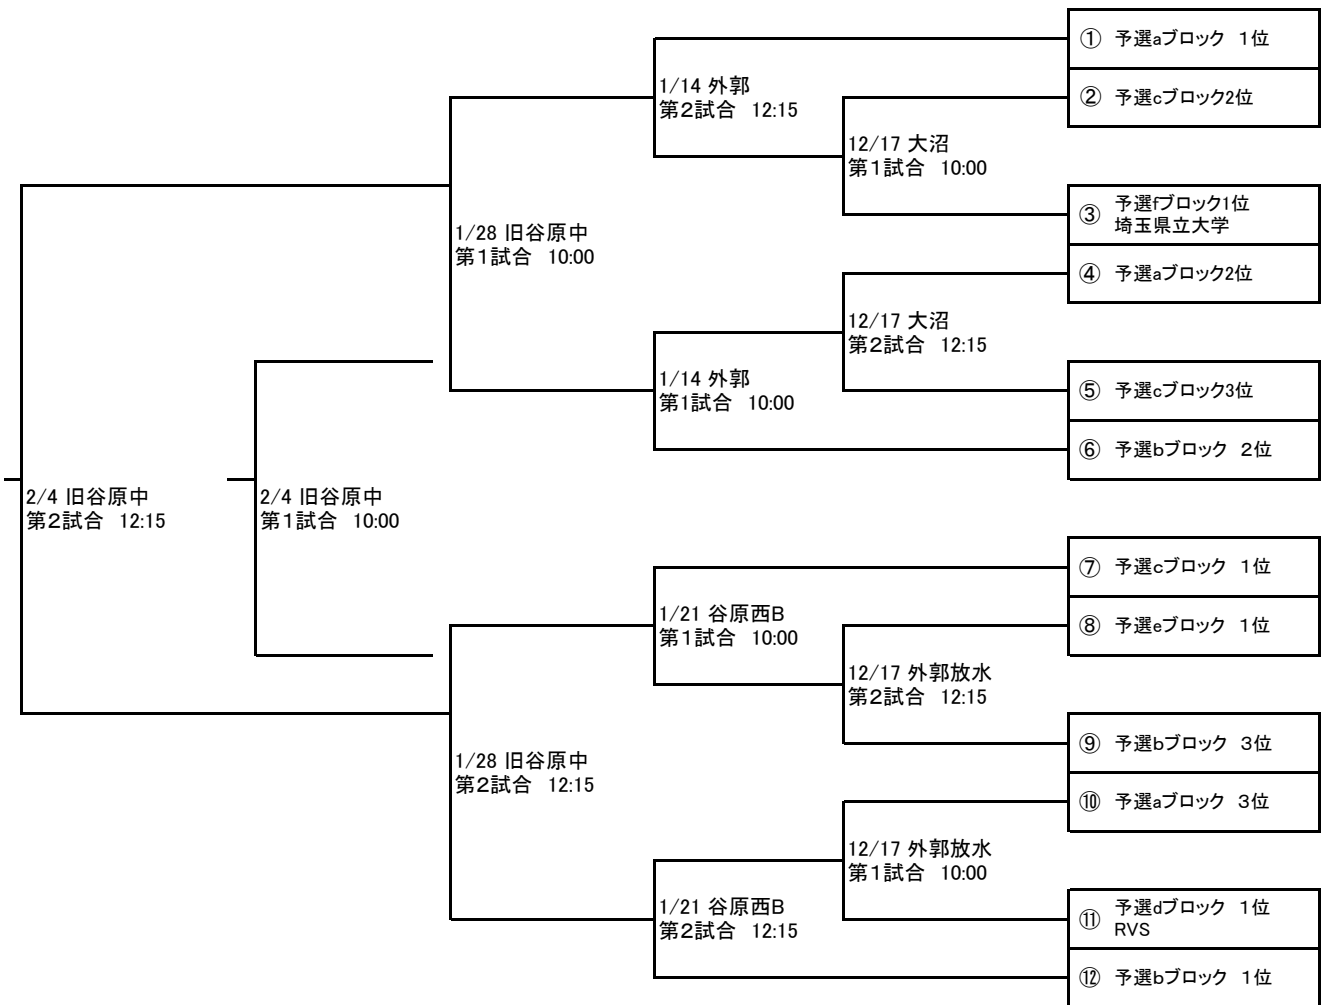 ① 予選aブロック　1位
1/14 外郭
第2試合　12:15
② 予選cブロック2位
12/17 大沼
第1試合　10:00
③ 予選fブロック1位
埼玉県立大学
1/28 旧谷原中
第1試合　10:00
④ 予選aブロック2位
12/17 大沼
第2試合　12:15
1/14 外郭
第1試合　10:00
⑤ 予選cブロック3位
⑥ 予選bブロック　2位
2/4 旧谷原中
第2試合　12:15
2/4 旧谷原中
第1試合　10:00
⑦ 予選cブロック　1位
1/21 谷原西B
第1試合　10:00
⑧ 予選eブロック　1位
12/17 外郭放水
第2試合　12:15
⑨ 予選bブロック　3位
1/28 旧谷原中
第2試合　12:15
⑩ 予選aブロック　3位
12/17 外郭放水
第1試合　10:00
1/21 谷原西B
第2試合　12:15
⑪ 予選dブロック　1位
RVS
⑫ 予選bブロック　1位